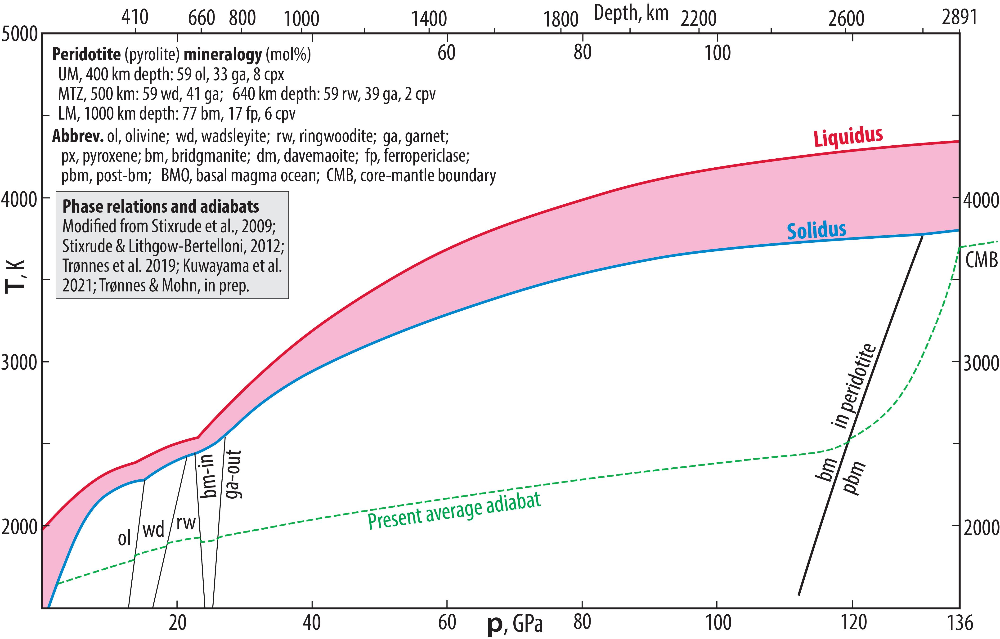 410 660 800 1000 1400 1800 Depth, km 2200 2600 2891
5000
60 80 100
Peridotite (pyrolite) mineralogy (mol%)
UM, 400 km depth: 59 ol, 33 ga, 8 cpx
MTZ, 500 km: 59 wd, 41 ga; 640 km depth: 59 rw, 39 ga, 2 cpv
LM, 1000 km depth: 77 bm, 17 fp, 6 cpv
Abbrev. ol, olivine; wd, wadsleyite; rw, ringwoodite; ga, garnet;
px, pyroxene; bm, bridgmanite; dm, davemaoite; fp, ferropericlase;
pbm, post-bm; BMO, basal magma ocean; CMB, core-mantle boundary
Liquidus
4000
4000
Phase relations and adiabats
Modified from Stixrude et al., 2009;
Stixrude & Lithgow-Bertelloni, 2012;
Trønnes et al. 2019; Kuwayama et al.
2021; Trønnes & Mohn, in prep.
Solidus
CMB
T, K
3000
3000
in peridotite
bm
pbm
bm-in
ga-out
Present average adiabat
2000
ol
wd
rw
2000
20 40 60 p, GPa 80 100 120 136